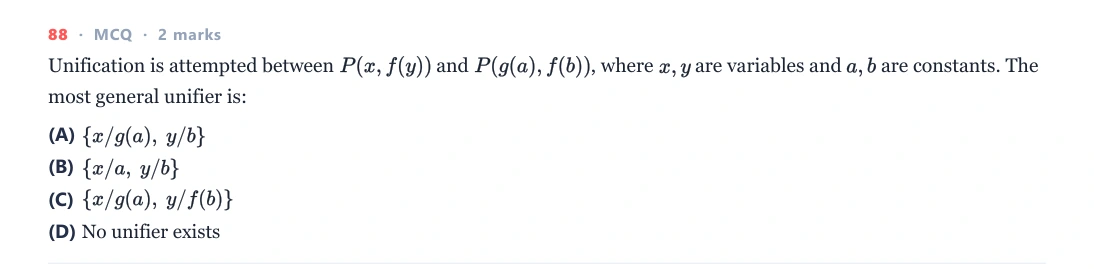 88 · MCQ · 2 marks
Unification is attempted between P(x, f(y)) and P(g(a), f(b)), where x, y are variables and a, b are constants. The
most general unifier is:
(A) {x/g(a), y/b}
(B) {x/a, y/b}
(C) {x/g(a), y/f(b)}
(D) No unifier exists